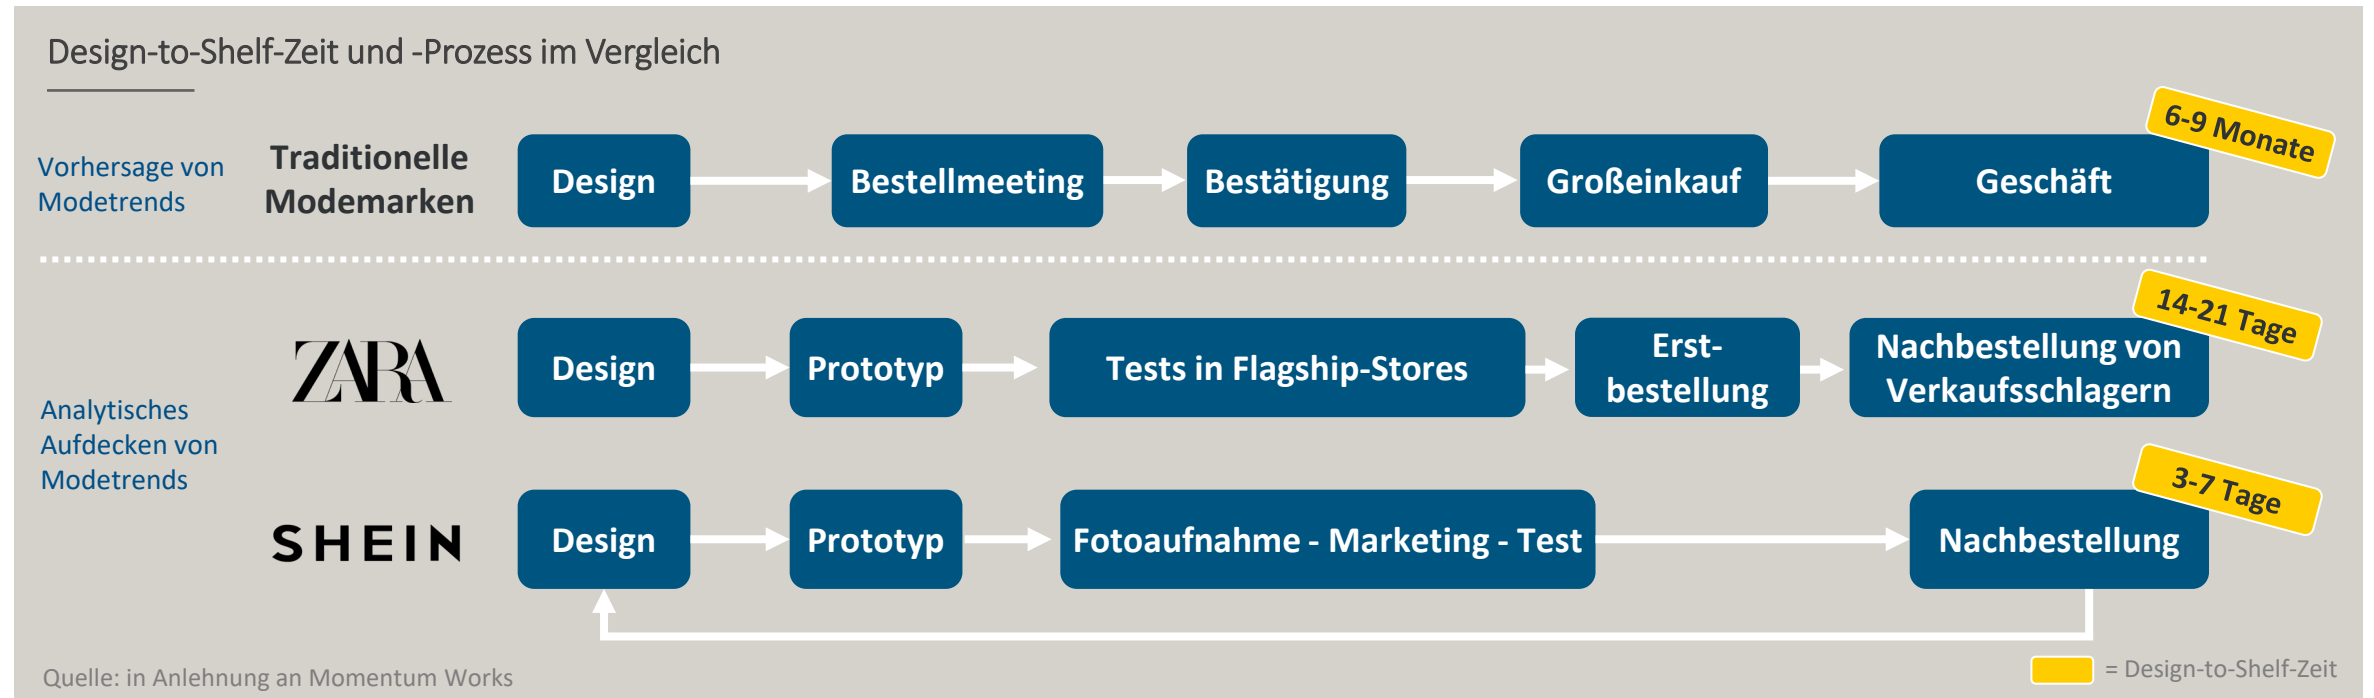 Design-to-Shelf-Zeit und -Prozess im Vergleich
6-9 Monate
Vorhersage von
Modetrends
Traditionelle
Modemarken
Design
Bestellmeeting
Bestätigung
Großeinkauf
Geschäft
14-21 Tage
Analytisches
Aufdecken von
Modetrends
ZARA
Design
Prototyp
Tests in Flagship-Stores
Erst-
bestellung
Nachbestellung von
Verkaufsschlagern
3-7 Tage
SHEIN
Design
Prototyp
Fotoaufnahme - Marketing - Test
Nachbestellung
Quelle: in Anlehnung an Momentum Works
= Design-to-Shelf-Zeit